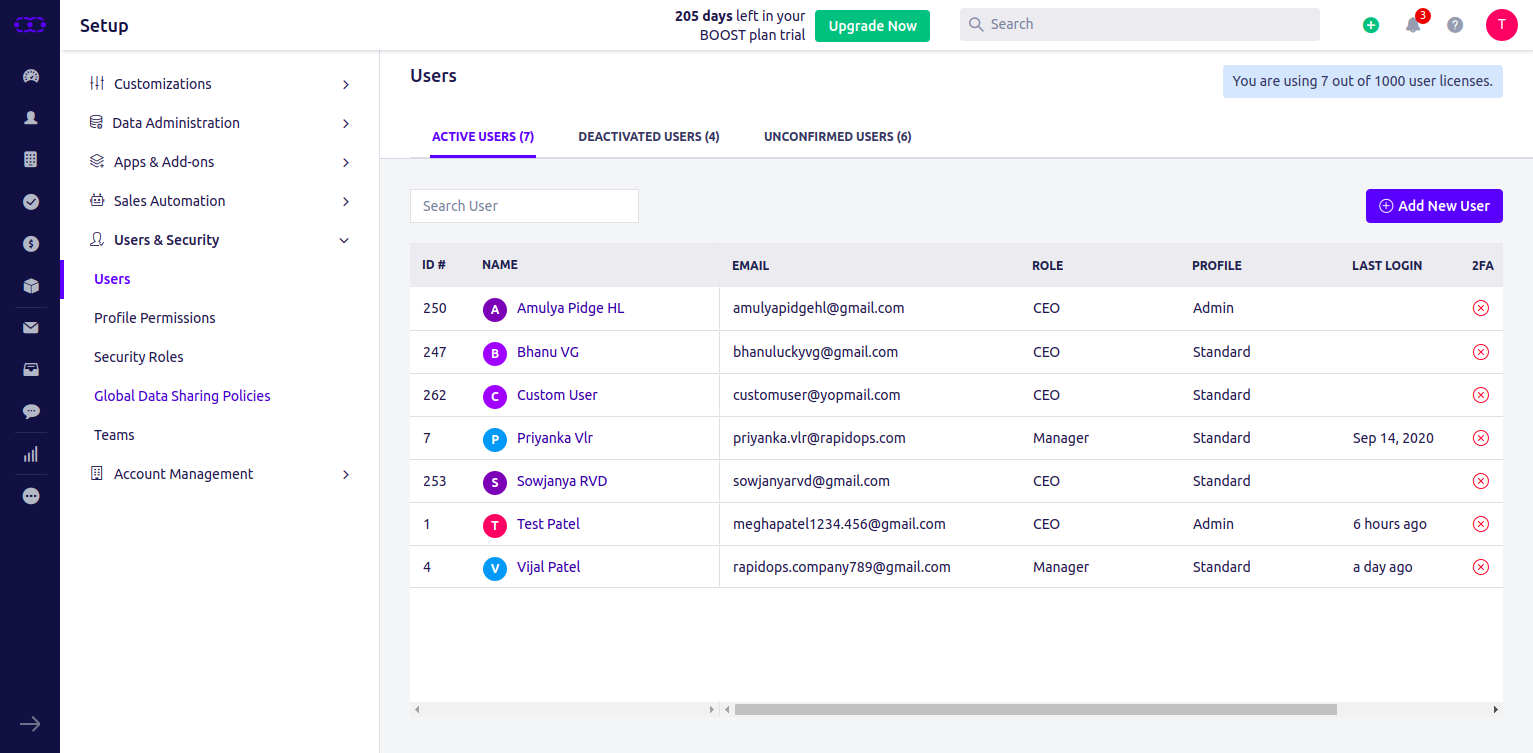 Setup
205 days left in your
BOOST plan trial
Upgrade Now
Search
3
?
T
Customizations
Data Administration
Apps & Add-ons
Sales Automation
Users & Security
Users
Profile Permissions
Security Roles
Global Data Sharing Policies
Teams
Account Management
Users
You are using 7 out of 1000 user licenses.
ACTIVE USERS (7) DEACTIVATED USERS (4) UNCONFIRMED USERS (6)
Search User
Add New User
ID # NAME EMAIL ROLE PROFILE LAST LOGIN 2FA
250 A Amulya Pidge HL amulyapidgehl@gmail.com CEO Admin
247 B Bhanu VG bhanuluckyvg@gmail.com CEO Standard
262 C Custom User customuser@yopmail.com CEO Standard
7 P Priyanka Vlr priyanka.vlr@rapidops.com Manager Standard Sep 14, 2020
253 S Sowjanya RVD sowjanyarvd@gmail.com CEO Standard
1 T Test Patel meghapatel1234.456@gmail.com CEO Admin 6 hours ago
4 V Vijal Patel rapidops.company789@gmail.com Manager Standard a day ago